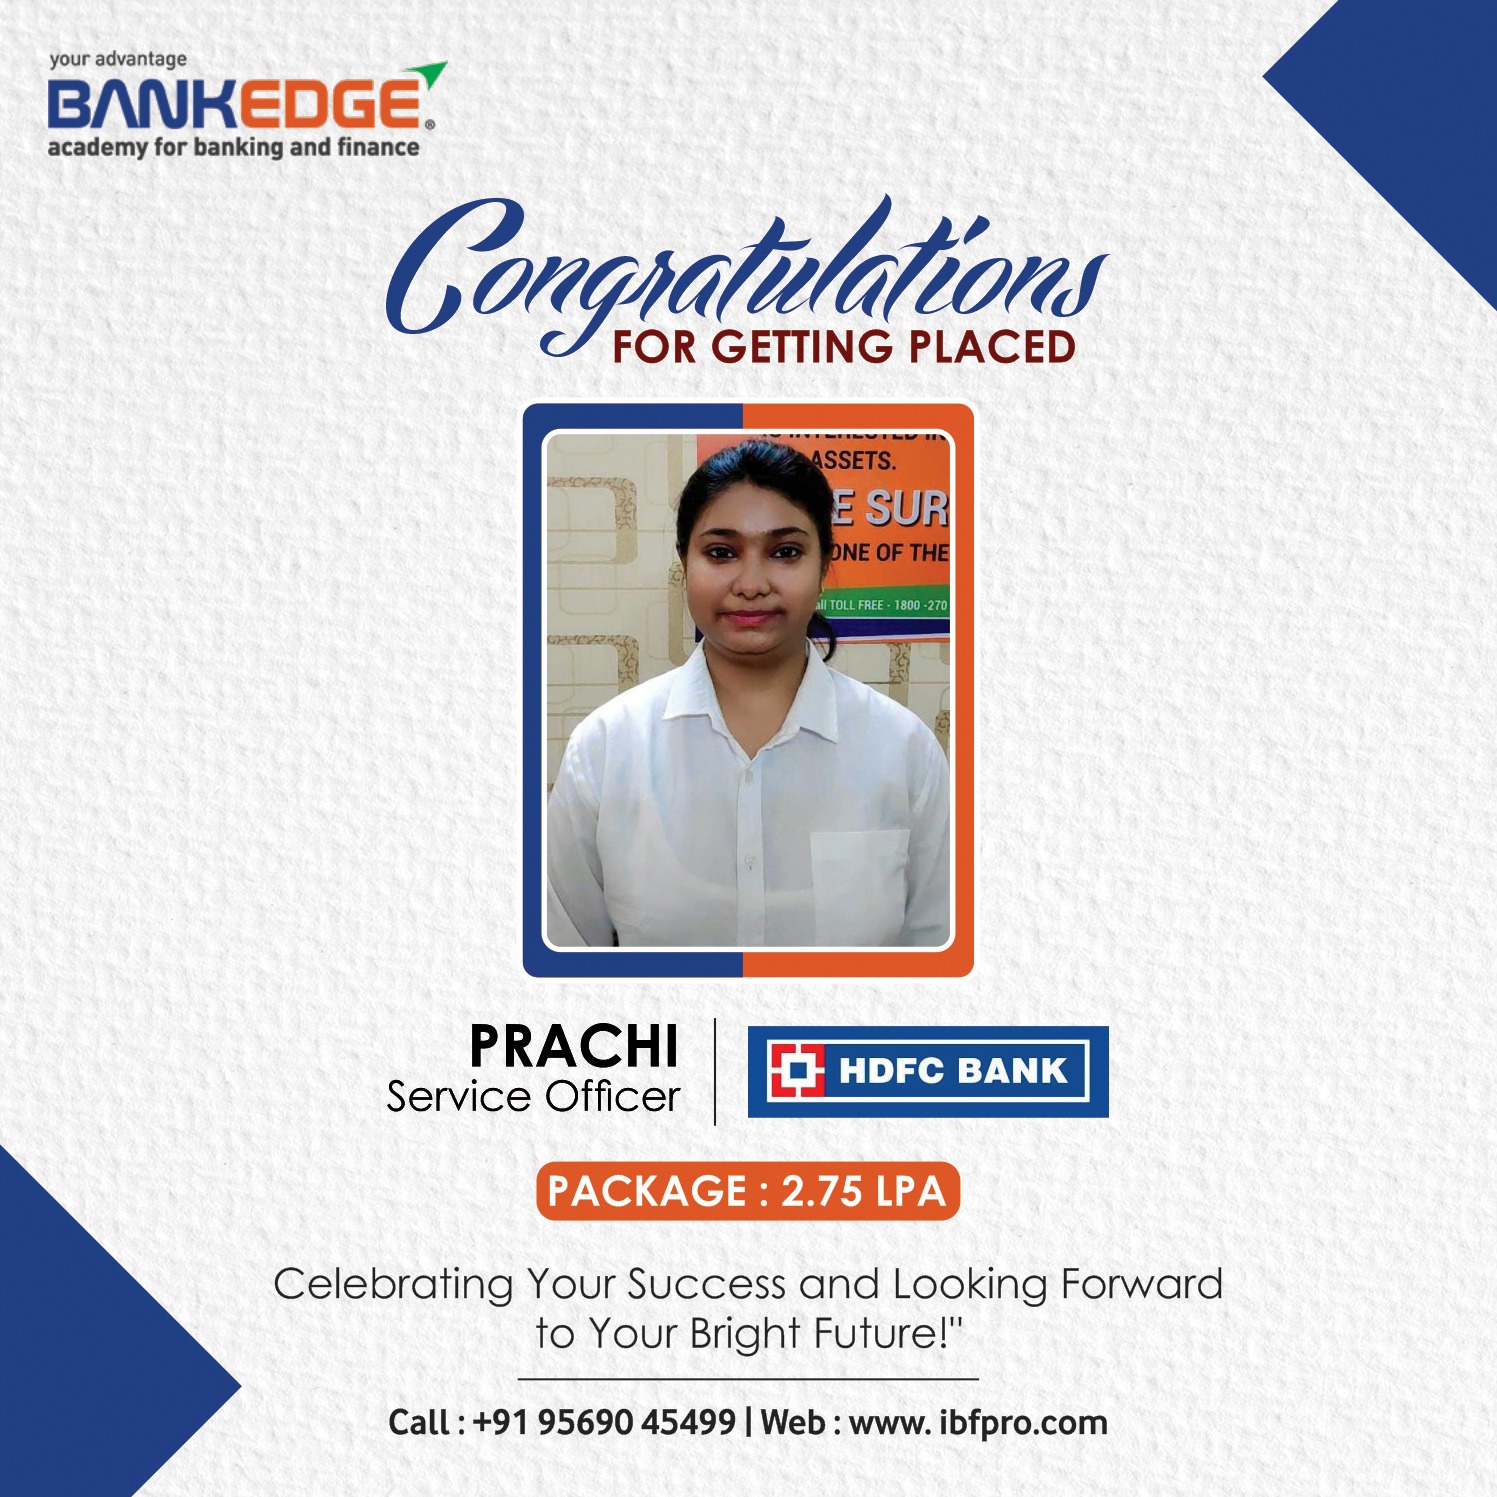 your advantage
BANKEDGE®
academy for banking and finance
Congratulations
FOR GETTING PLACED
ASSETS.
E SUR
ONE OF THE
all TOLL FREE - 1800 -270
PRACHI
Service Officer
HDFC BANK
PACKAGE : 2.75 LPA
Celebrating Your Success and Looking Forward
to Your Bright Future!"
Call : +91 95690 45499 | Web : www. ibfpro.com